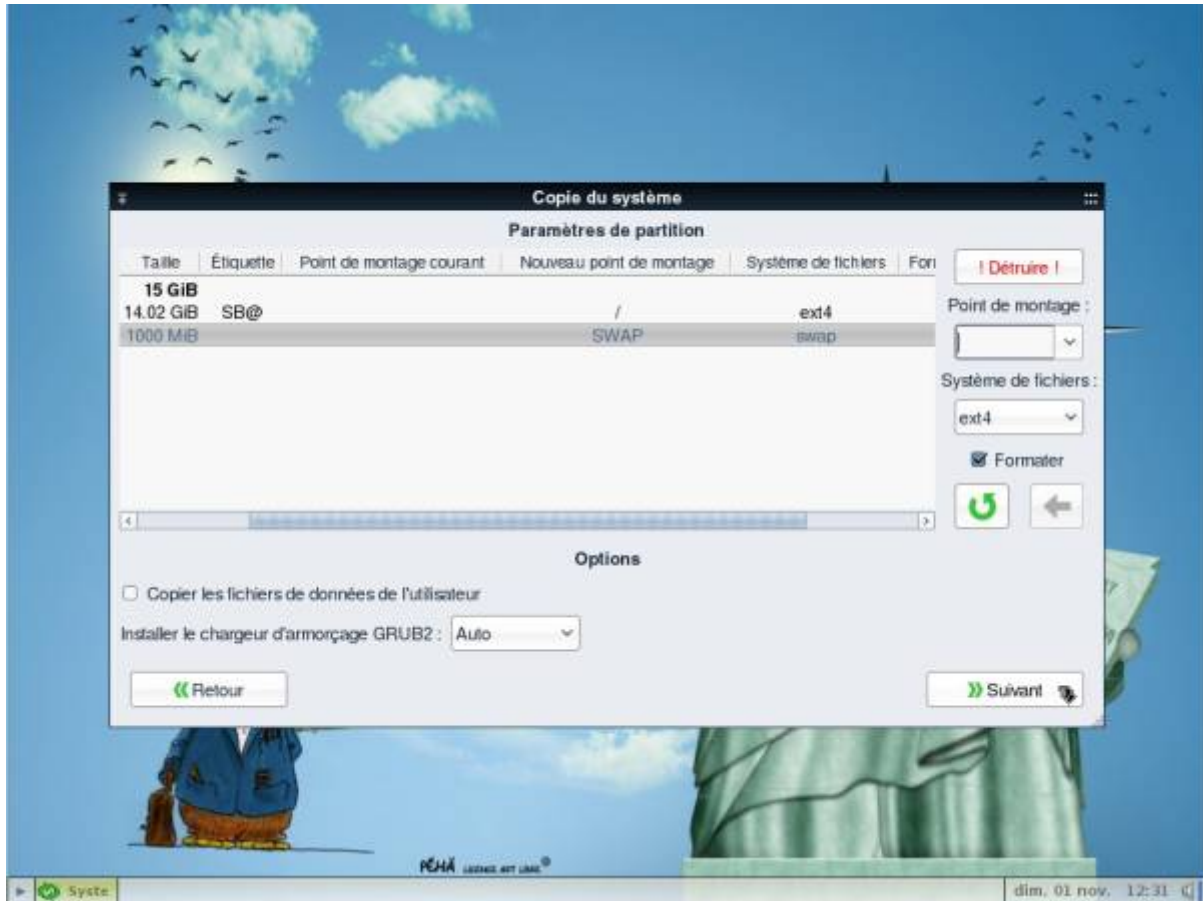 Copie du système
Paramètres de partition
Taille Étiquette Point de montage courant Nouveau point de montage Système de fichiers For
15 GiB
14.02 GiB SB@ / ext4
1000 MiB SWAP swap
! Détruire !
Point de montage :
Système de fichiers :
ext4
Formater
Options
Copier les fichiers de données de l'utilisateur
Installer le chargeur d'armorçage GRUB2 : Auto
Retour
Suivant
PÉHÄ
Syste
dim. 01 nov. 12:31